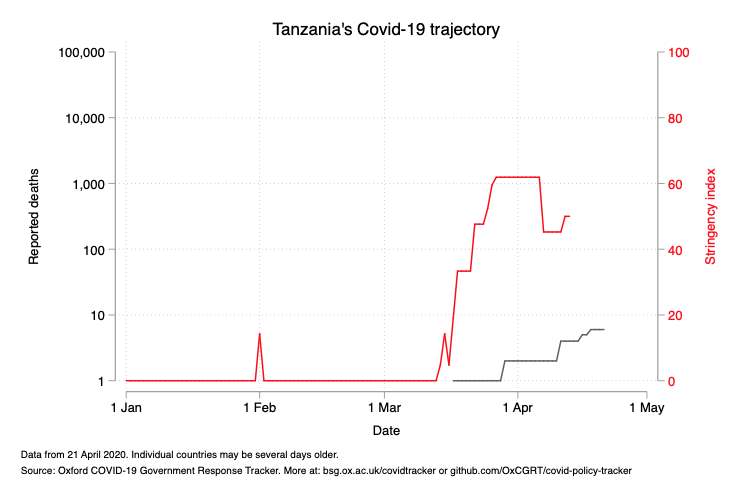 Tanzania's Covid-19 trajectory
100,000
10,000
1,000
100
10
1
Reported deaths
100
80
60
40
20
0
Stringency index
1 Jan
1 Feb
1 Mar
1 Apr
1 May
Date
Data from 21 April 2020. Individual countries may be several days older.
Source: Oxford COVID-19 Government Response Tracker. More at: bsg.ox.ac.uk/covidtracker or github.com/OxCGRT/covid-policy-tracker